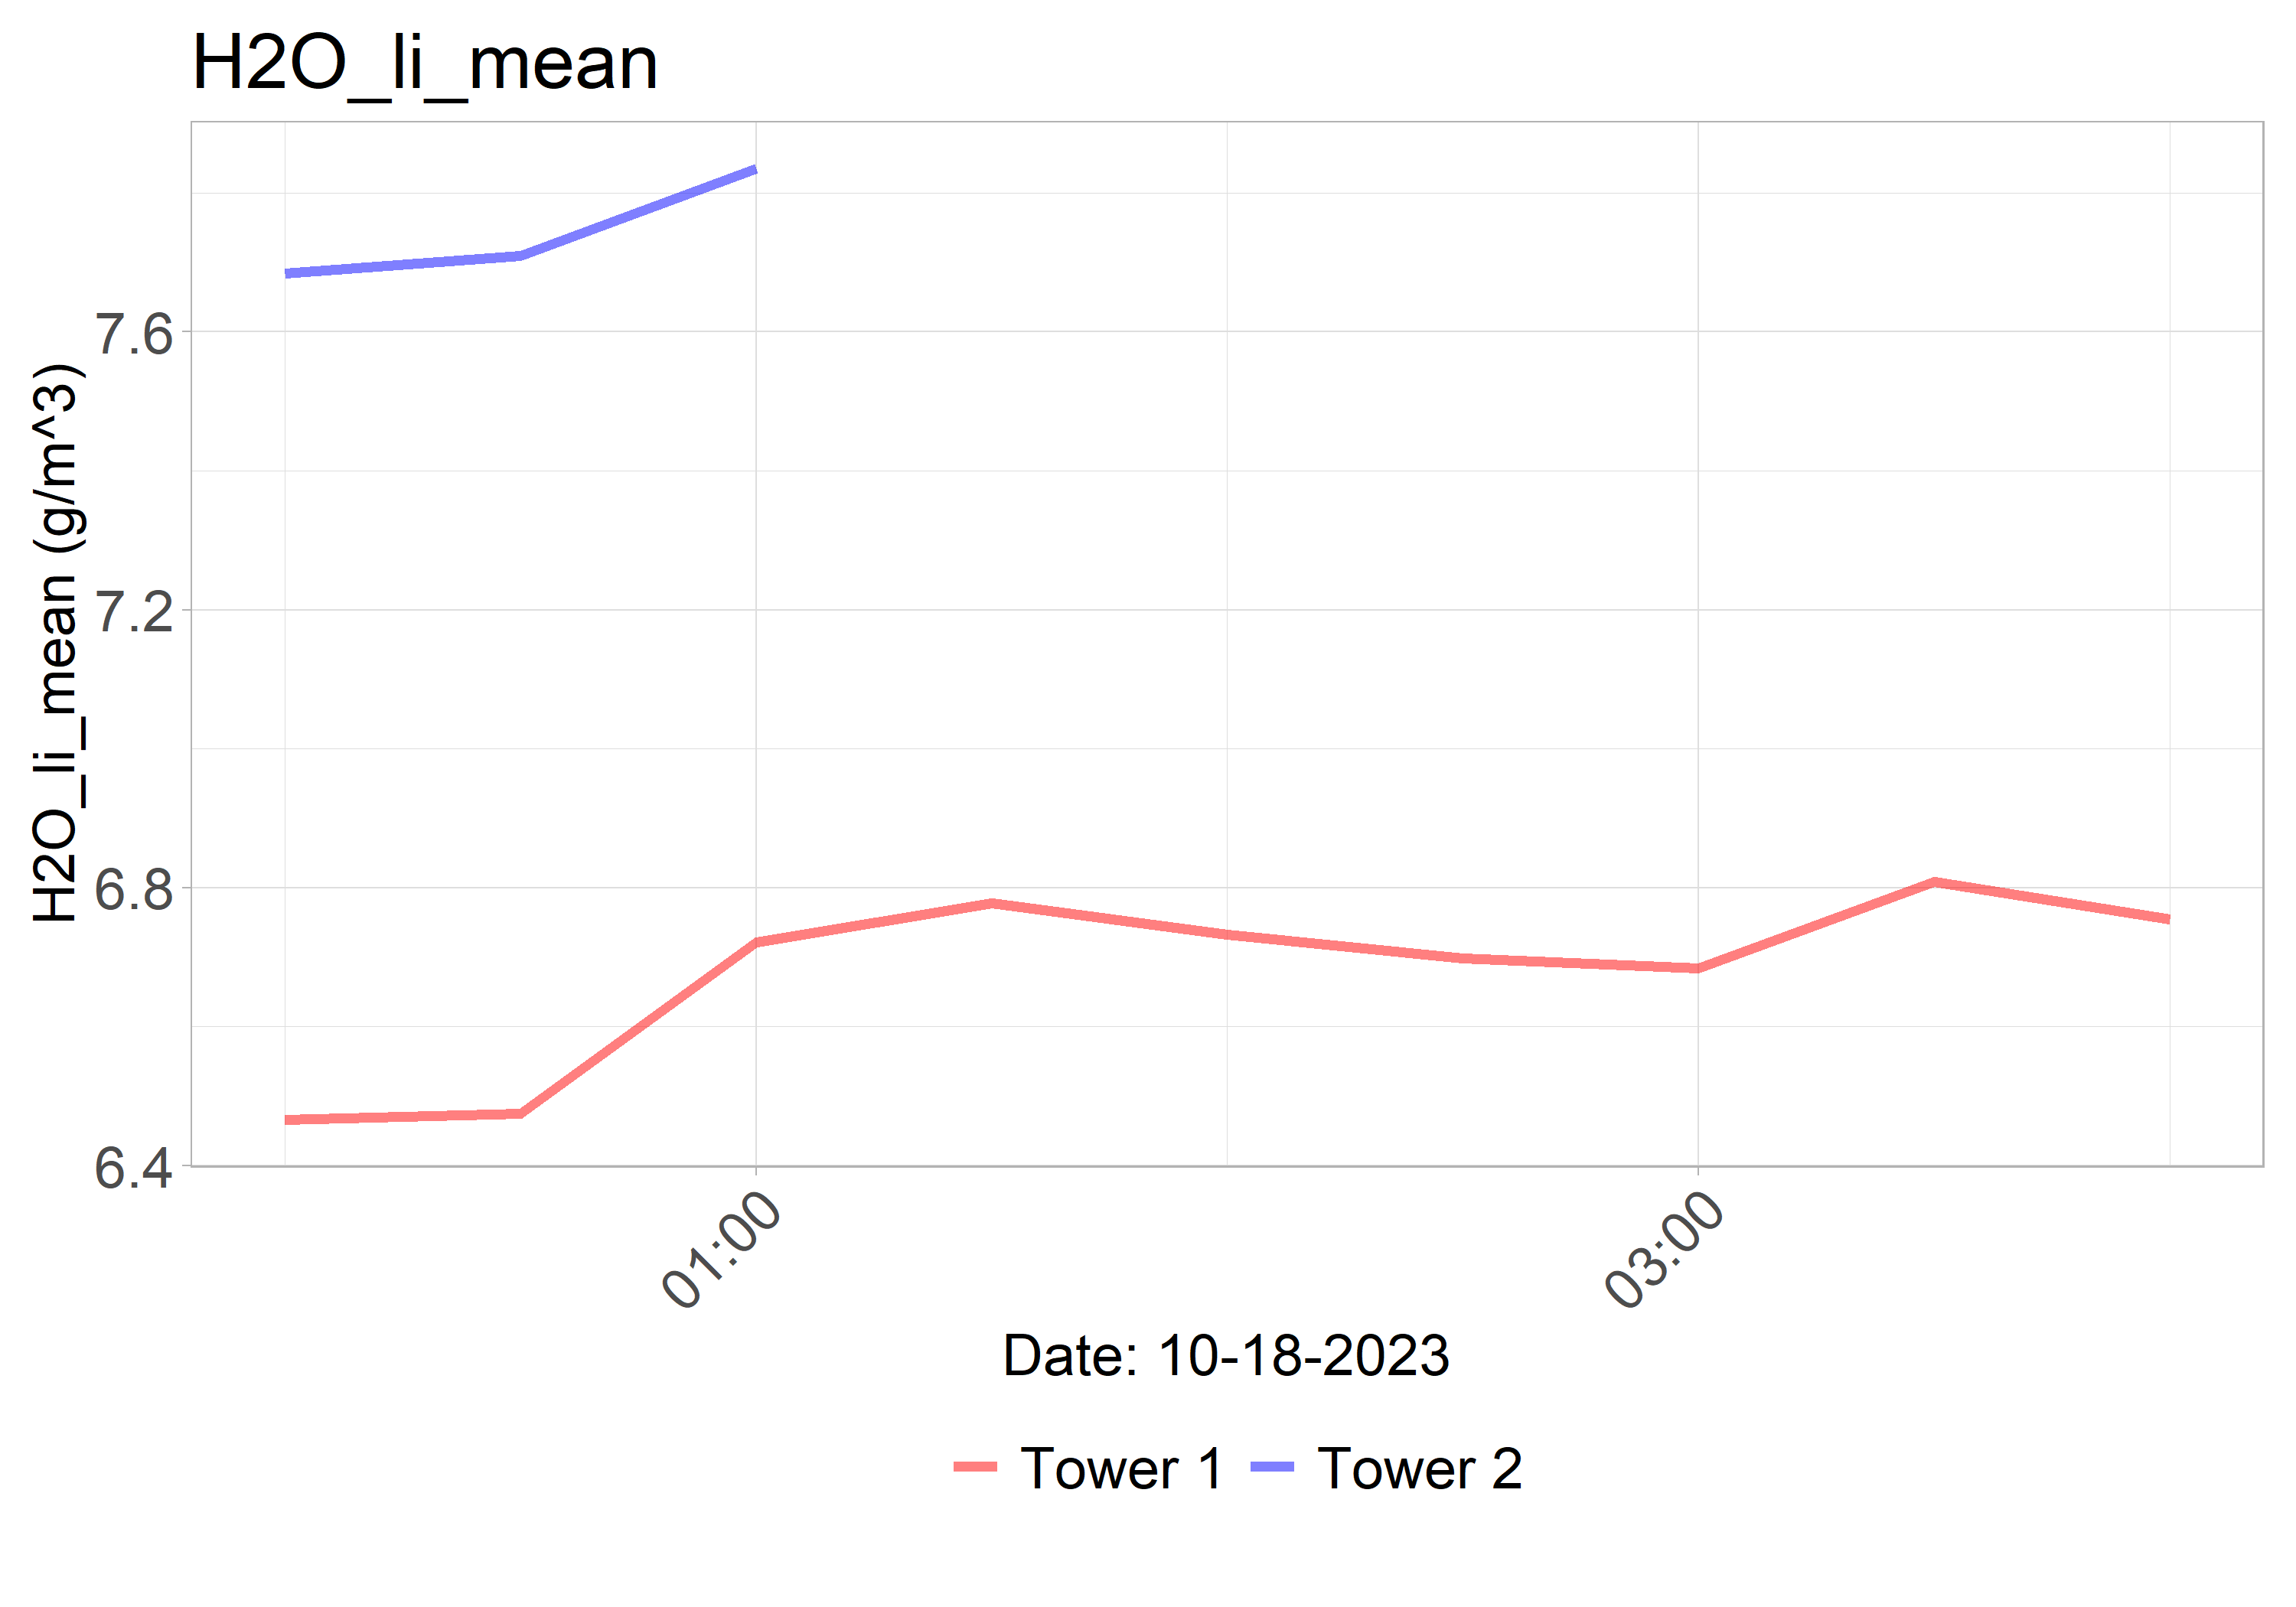 H2O_li_mean
H2O_li_mean (g/m^3)
7.6
7.2
6.8
6.4
01:00
03:00
Date: 10-18-2023
Tower 1
Tower 2